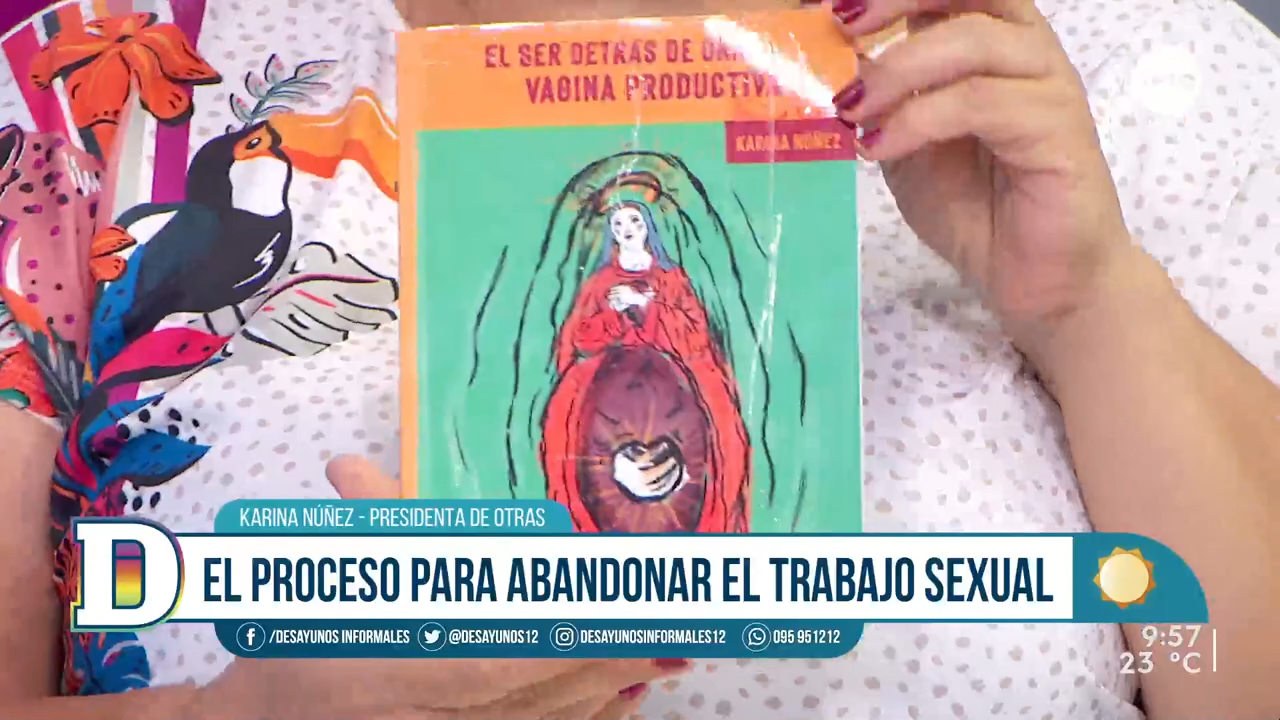 EL SER DETRAS DE
VAGINA PRODUCTIVA
KARINA NÚÑEZ
KARINA NÚÑEZ - PRESIDENTA DE OTRAS
D
EL PROCESO PARA ABANDONAR EL TRABAJO SEXUAL
/DESAYUNOS INFORMALES @DESAYUNOS12 DESAYUNOSINFORMALES12 095 951212
9:57
23 °C